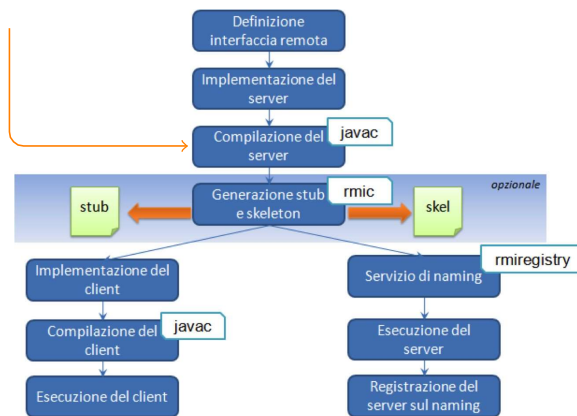 Definizione
interfaccia remota
Implementazione del
server
Compilazione del
server
javac
opzionale
Generazione stub
e skeleton
rmic
stub
skel
Implementazione del
client
Servizio di naming
rmiregistry
Compilazione del
client
javac
Esecuzione del
server
Esecuzione del client
Registrazione del
server sul naming